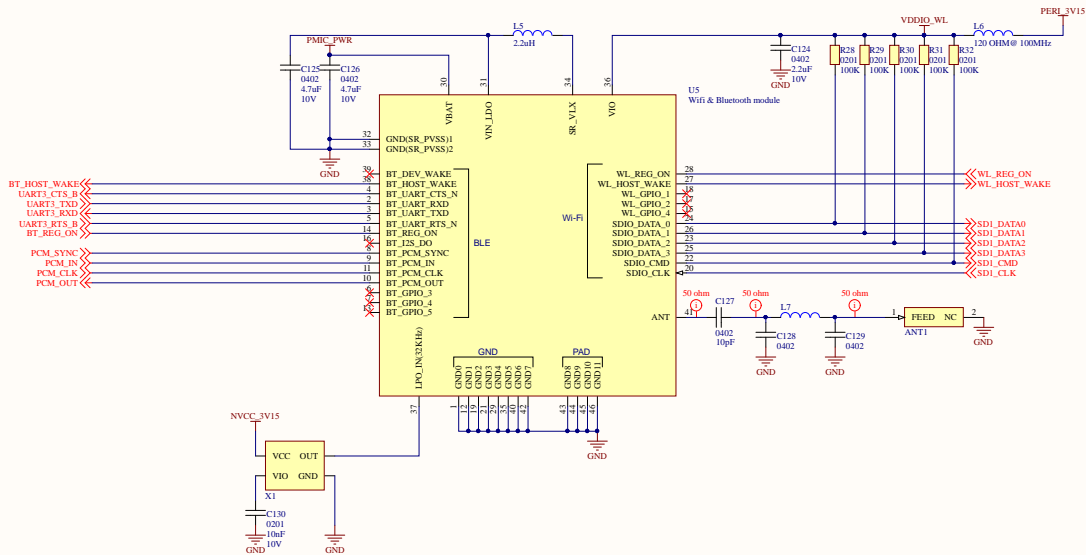 PERI_3V15
VDDIO_WL
L5
2.2uH
L6
120 OHM@ 100MHz
PMIC_PWR
C125
0402
4.7uF
10V
C126
0402
4.7uF
10V
GND
C124
0402
2.2uF
10V
GND
R28
0201
100K
R29
0201
100K
R30
0201
100K
R31
0201
100K
R32
0201
100K
30
31
34
36
U5
Wifi & Bluetooth module
VBAT
VIN_LDO
SR_VLX
VIO
32 GND(SR_PVSS)1
33 GND(SR_PVSS)2
39 BT_DEV_WAKE
BT_HOST_WAKE 38 BT_HOST_WAKE
UART3_CTS_B 4 BT_UART_CTS_N
UART3_TXD 2 BT_UART_RXD
UART3_RXD 3 BT_UART_TXD
UART3_RTS_B 5 BT_UART_RTS_N
BT_REG_ON 14 BT_REG_ON
16 BT_I2S_DO
PCM_SYNC 8 BT_PCM_SYNC
PCM_IN 9 BT_PCM_IN
PCM_CLK 11 BT_PCM_CLK
PCM_OUT 10 BT_PCM_OUT
6 BT_GPIO_3
7 BT_GPIO_4
13 BT_GPIO_5
BLE
Wi-Fi
WL_REG_ON 28 WL_REG_ON
WL_HOST_WAKE 27 WL_HOST_WAKE
WL_GPIO_1 18
WL_GPIO_2 17
WL_GPIO_4 15
SDIO_DATA_0 24 SD1_DATA0
SDIO_DATA_1 26 SD1_DATA1
SDIO_DATA_2 23 SD1_DATA2
SDIO_DATA_3 25 SD1_DATA3
SDIO_CMD 22 SD1_CMD
SDIO_CLK 20 SD1_CLK
ANT 41
50 ohm
i
C127
0402
10pF
50 ohm
i
C128
0402
GND
L7
50 ohm
i
C129
0402
GND
1 FEED NC 2
ANT1
GND
LPO_IN(32KHz)
37
GND
GND0
GND1
GND2
GND3
GND4
GND5
GND6
GND7
1
12
19
21
29
35
40
42
PAD
GND8
GND9
GND10
GND11
43
44
45
46
GND
NVCC_3V15
VCC OUT
VIO GND
X1
C130
0201
10nF
10V
GND
GND